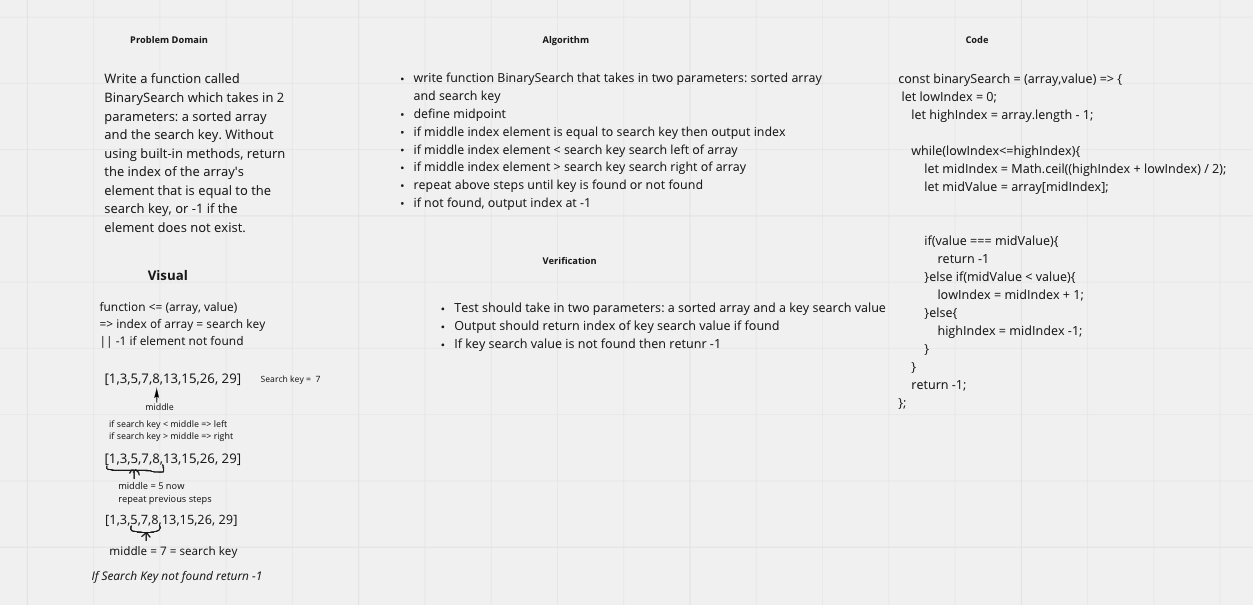 Problem Domain
Write a function called
BinarySearch which takes in 2
parameters: a sorted array
and the search key. Without
using built-in methods, return
the index of the array's
element that is equal to the
search key, or -1 if the
element does not exist.
Visual
function <= (array, value)
=> index of array = search key
|| -1 if element not found
[1,3,5,7,8,13,15,26, 29] Search key = 7
middle
if search key < middle => left
if search key > middle => right
[1,3,5,7,8,13,15,26, 29]
middle = 5 now
repeat previous steps
[1,3,5,7,8,13,15,26, 29]
middle = 7 = search key
If Search Key not found return -1
Algorithm
• write function BinarySearch that takes in two parameters: sorted array
and search key
• define midpoint
• if middle index element is equal to search key then output index
• if middle index element < search key search left of array
• if middle index element > search key search right of array
• repeat above steps until key is found or not found
• if not found, output index at -1
Verification
• Test should take in two parameters: a sorted array and a key search value
• Output should return index of key search value if found
• If key search value is not found then retunr -1
Code
const binarySearch = (array,value) => {
let lowIndex = 0;
let highIndex = array.length - 1;
while(lowIndex<=highIndex){
let midIndex = Math.ceil((highIndex + lowIndex) / 2);
let midValue = array[midIndex];
if(value === midValue){
return -1
}else if(midValue < value){
lowIndex = midIndex + 1;
}else{
highIndex = midIndex -1;
}
}
return -1;
};